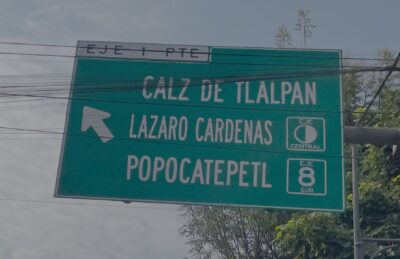 EJE 1 PTE
CALZ DE TLALPAN
LAZARO CARDENAS
EJE
CENTRAL
POPOCATEPETL
EJE
8
SUR